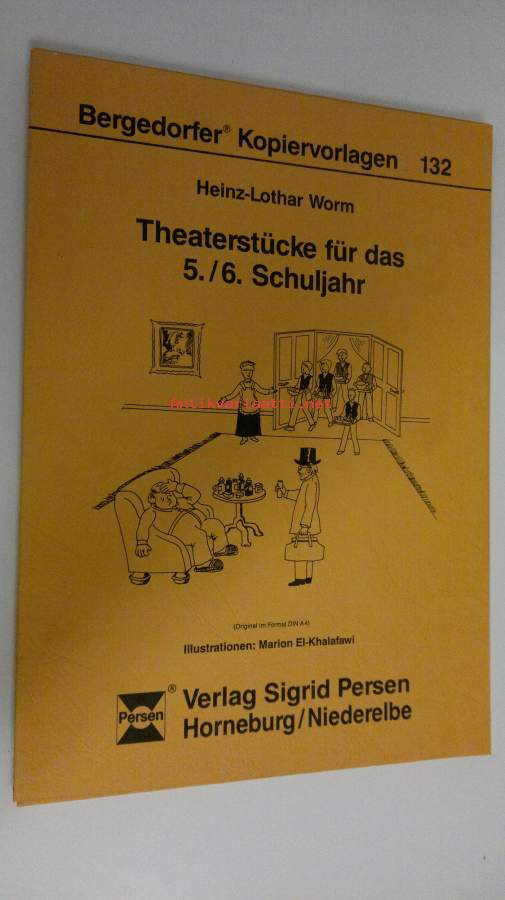 Bergedorfer® Kopiervorlagen 132
Heinz-Lothar Worm
Theaterstücke für das
5./6. Schuljahr
Antikvariaatti.net
(Original im Format DIN A4)
Illustrationen: Marion El-Khalafawi
Persen ®
Verlag Sigrid Persen
Horneburg/Niederelbe